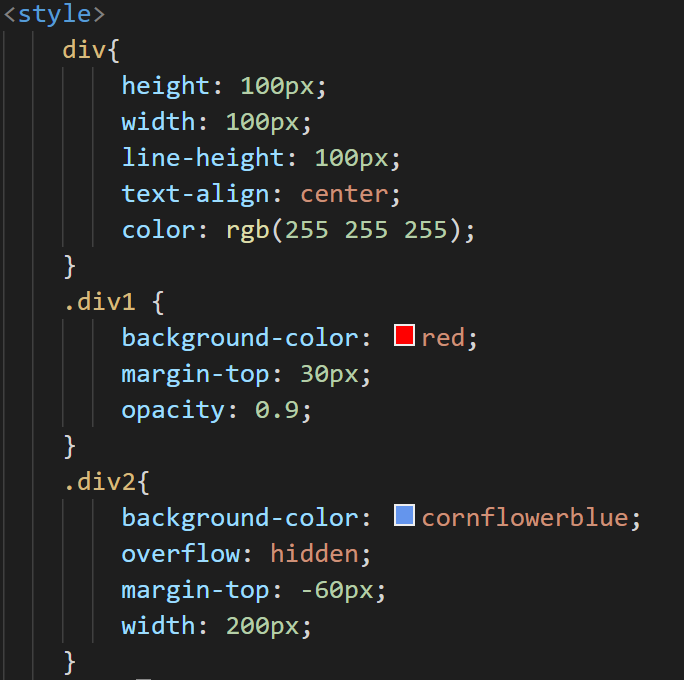 <style>
div{
height: 100px;
width: 100px;
line-height: 100px;
text-align: center;
color: rgb(255 255 255);
}
.div1 {
background-color: red;
margin-top: 30px;
opacity: 0.9;
}
.div2{
background-color: cornflowerblue;
overflow: hidden;
margin-top: -60px;
width: 200px;
}